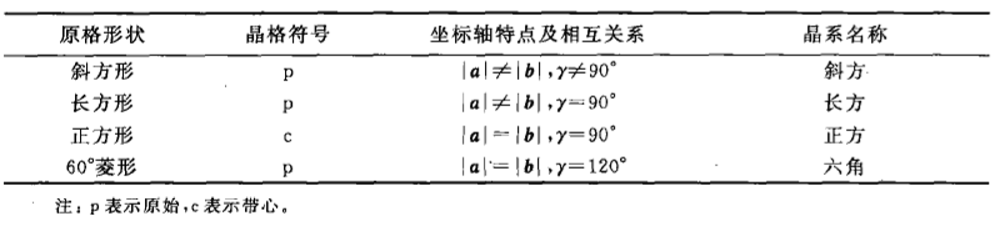 原格形状 晶格符号 坐标轴特点及相互关系 晶系名称
斜方形 p |a|≠|b|,γ≠90° 斜方
长方形 p |a|≠|b|,γ=90° 长方
正方形 c |a|=|b|,γ=90° 正方
60°菱形 p |a|=|b|,γ=120° 六角
注:p表示原始,c表示带心。